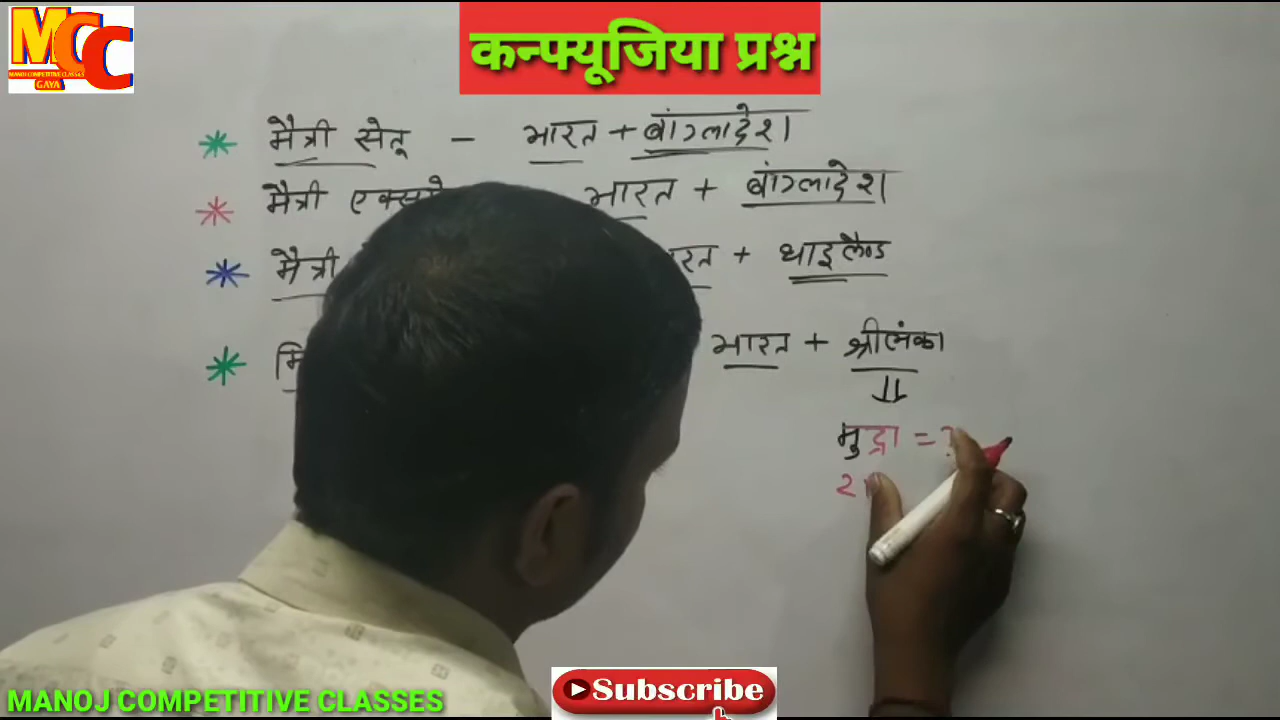 MCC
MANOJ COMPETITIVE CLASSES
GAYA
कन्फ्यूजिया प्रश्न
मैत्री सेतू - भारत + बांग्लादेश
मैत्री भारत + बांग्लादेश
मैत्री + थाइलैण्ड
भारत + श्रीलंका
मुद्रा = ?
MANOJ COMPETITIVE CLASSES
Subscribe